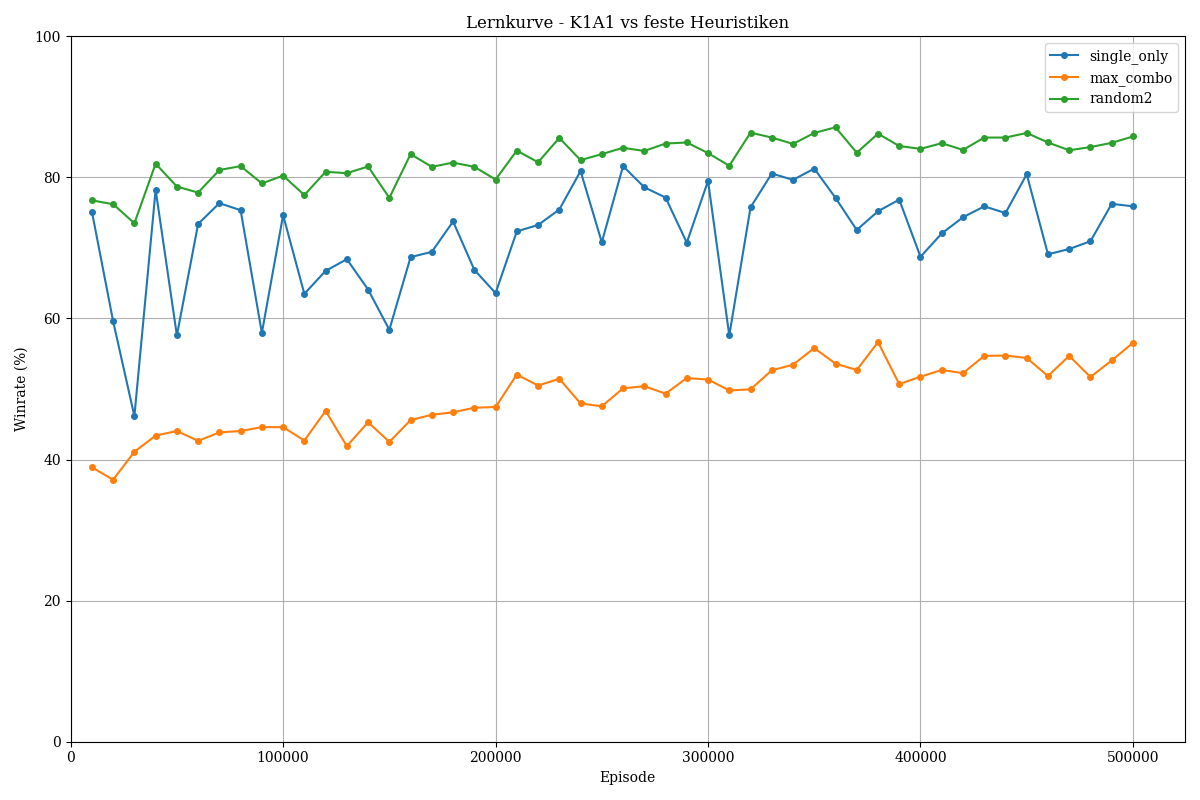 Lernkurve - K1A1 vs feste Heuristiken
100
80
60
40
20
0
Winrate (%)
single_only
max_combo
random2
0 100000 200000 300000 400000 500000
Episode